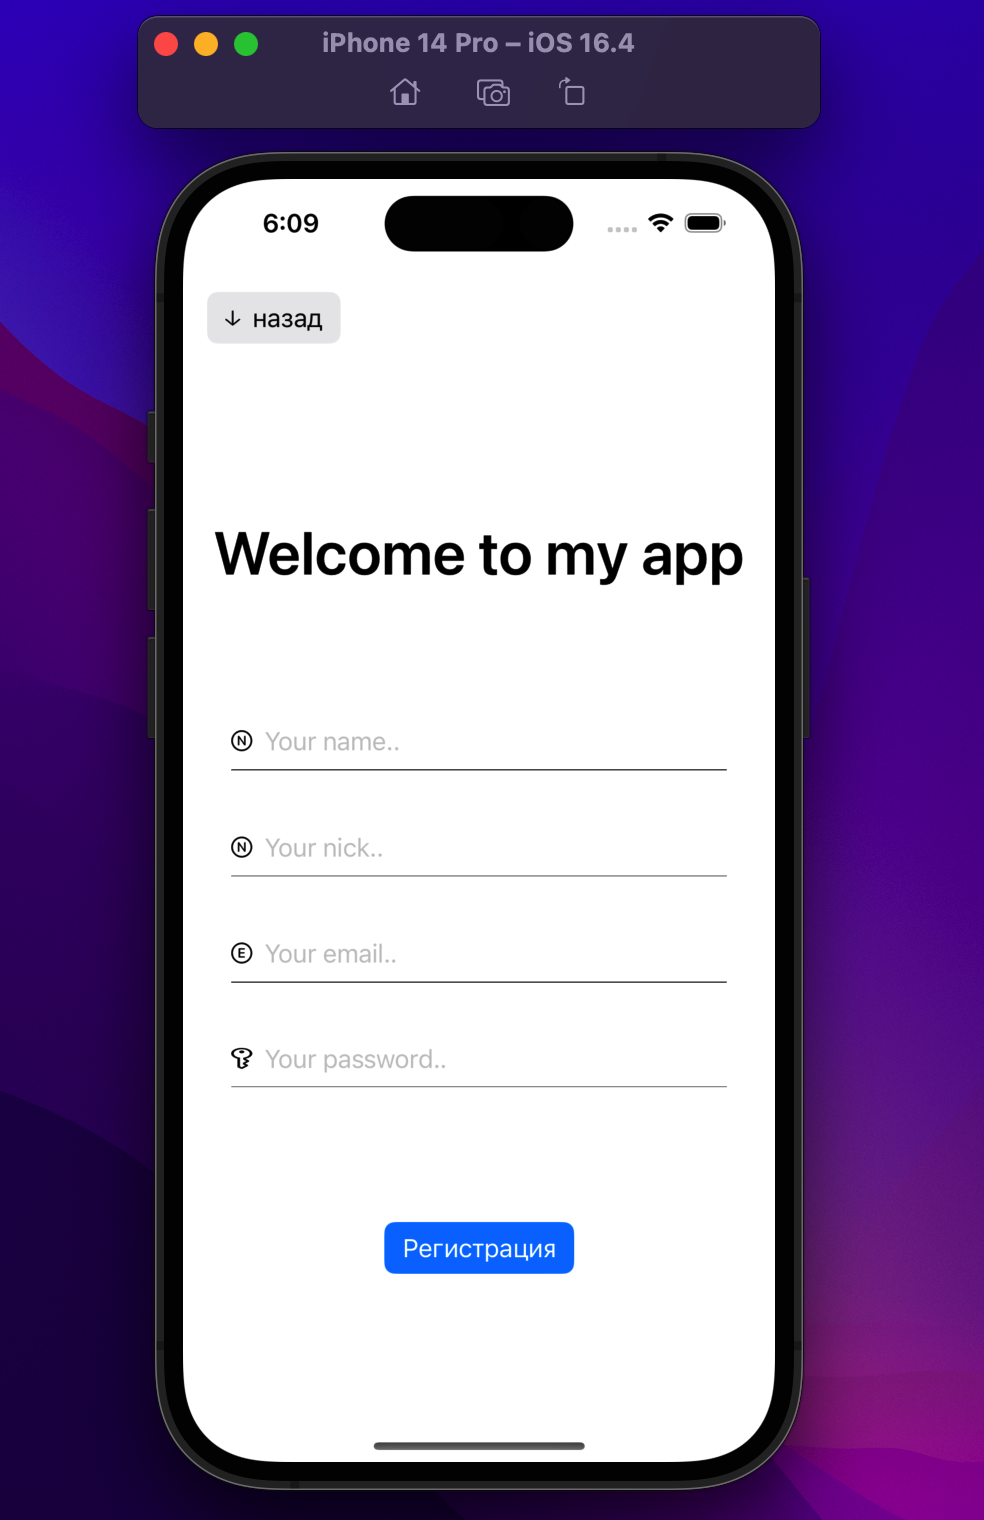 iPhone 14 Pro – iOS 16.4
6:09
↓ назад
Welcome to my app
N Your name..
N Your nick..
E Your email..
Your password..
Регистрация